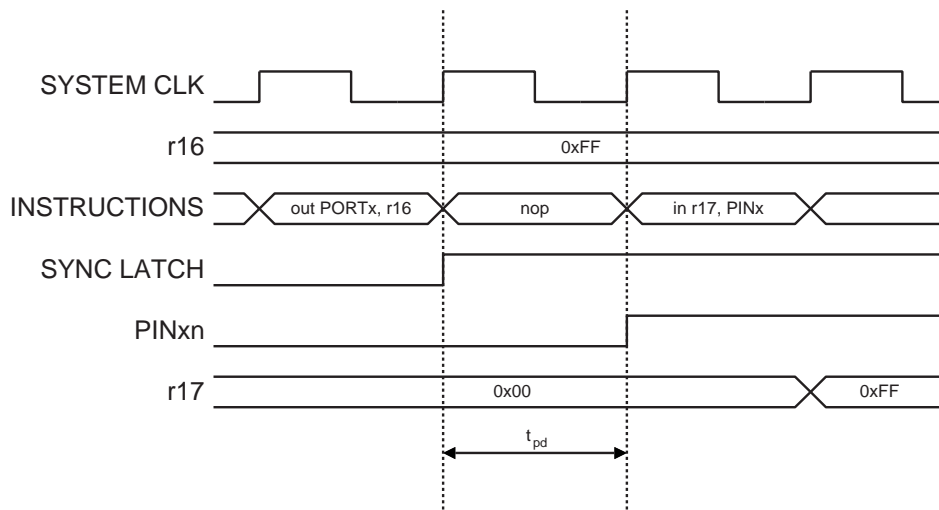 SYSTEM CLK
r16
0xFF
INSTRUCTIONS
out PORTx, r16
nop
in r17, PINx
SYNC LATCH
PINxn
r17
0x00
0xFF
tpd